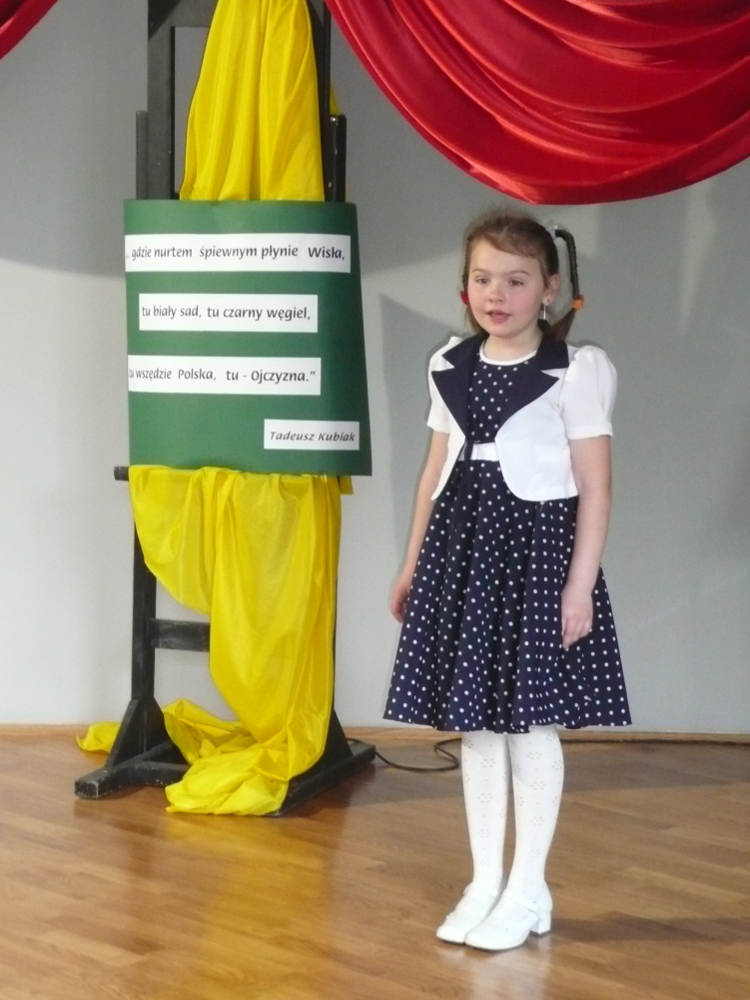 ... gdzie nurtem śpiewnym płynie Wisła,
tu biały sad, tu czarny węgiel,
tu wszędzie Polska, tu - Ojczyzna.”
Tadeusz Kubiak